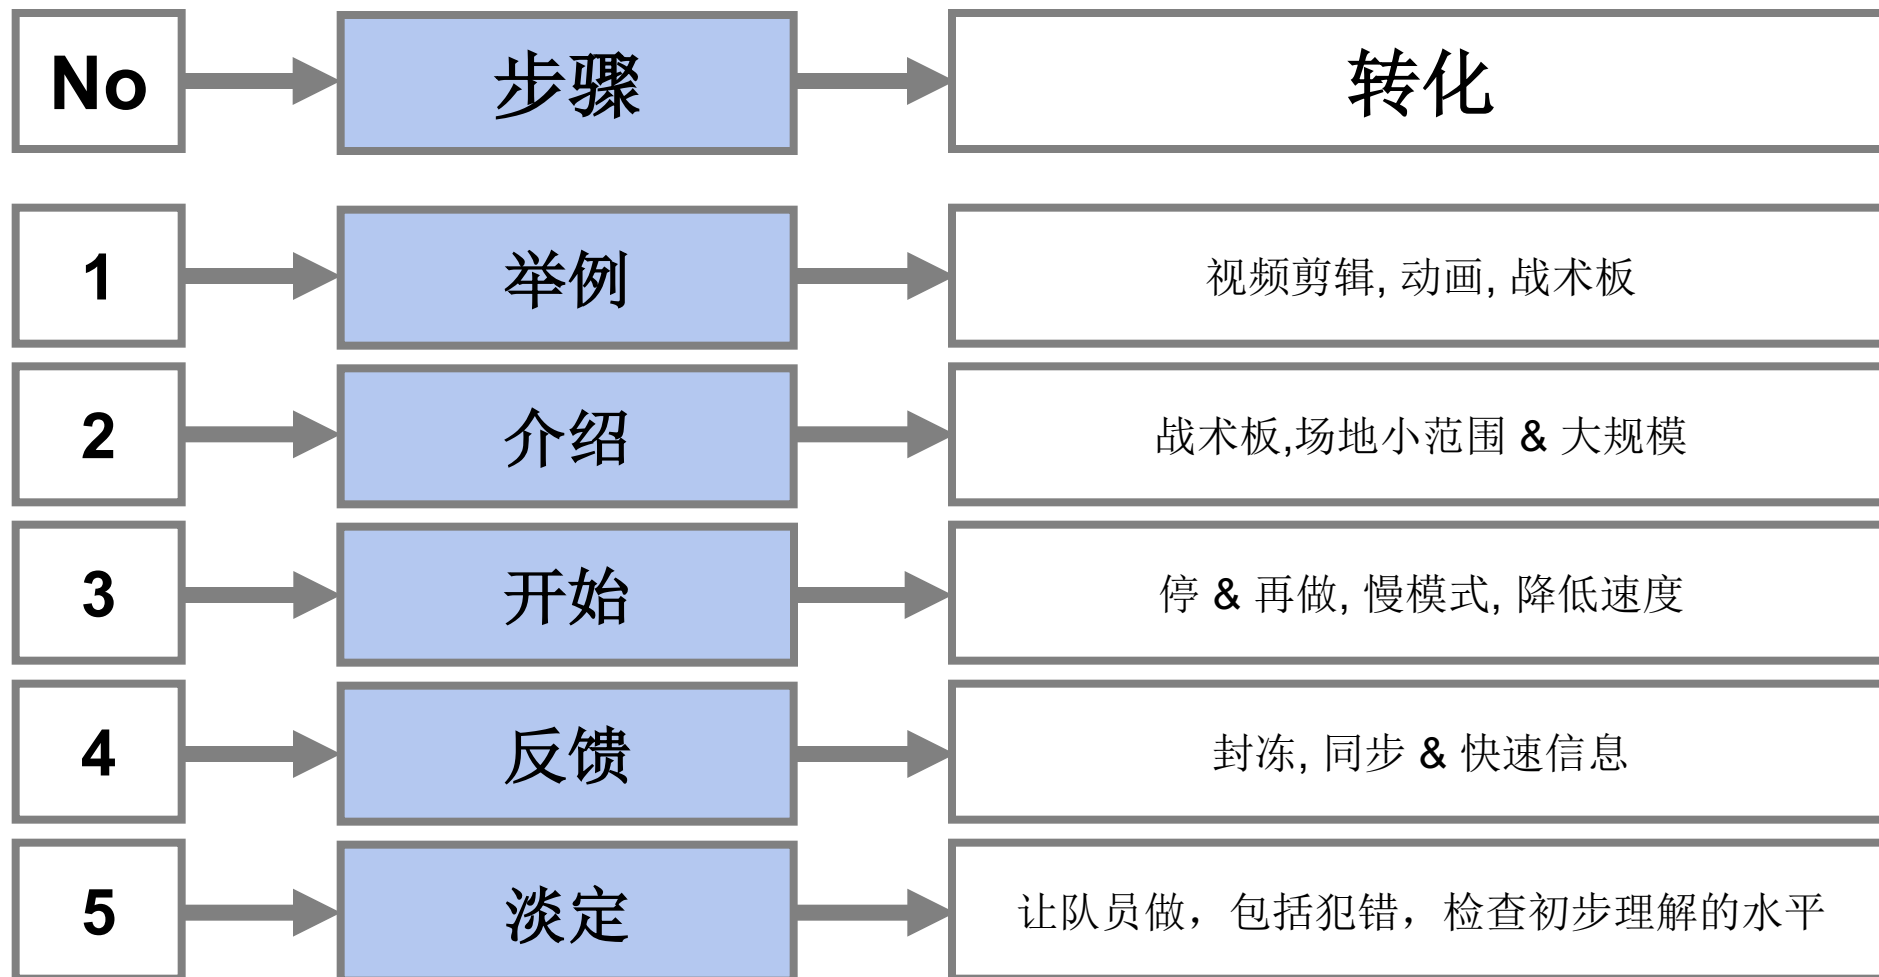 No 步骤 转化
1 举例 视频剪辑, 动画, 战术板
2 介绍 战术板,场地小范围 & 大规模
3 开始 停 & 再做, 慢模式, 降低速度
4 反馈 封冻, 同步 & 快速信息
5 淡定 让队员做，包括犯错，检查初步理解的水平